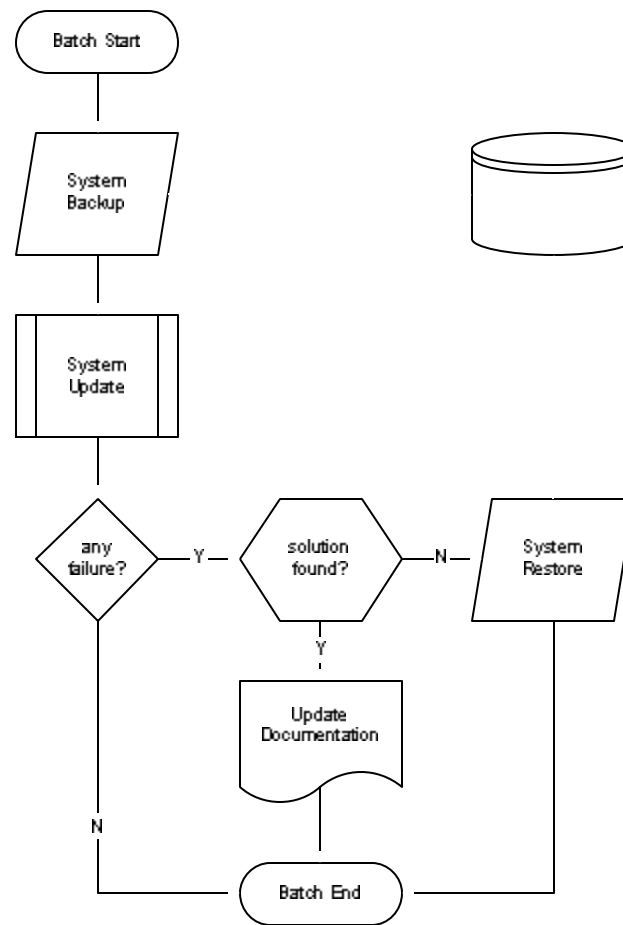 Batch Start
System
Backup
System
Update
any
failure?
Y
solution
found?
N
System
Restore
Y
Update
Documentation
N
Batch End